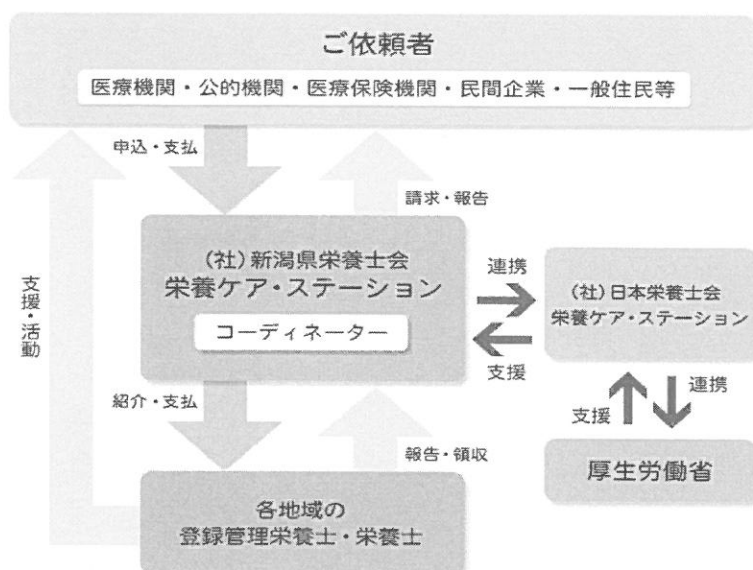 ご依頼者
医療機関・公的機関・医療保険機関・民間企業・一般住民等
申込・支払
請求・報告
(社)新潟県栄養士会
栄養ケア・ステーション
コーディネーター
連携
支援
(社)日本栄養士会
栄養ケア・ステーション
支援・活動
紹介・支払
報告・領収
支援
連携
厚生労働省
各地域の
登録管理栄養士・栄養士